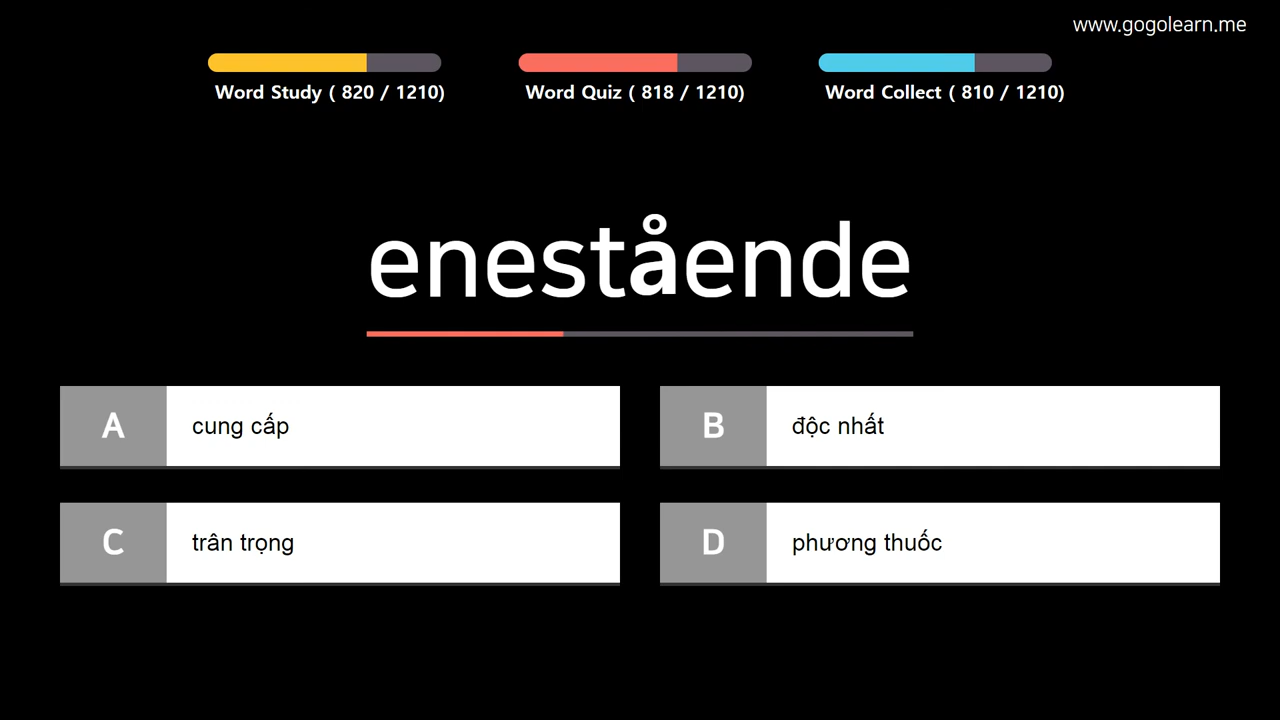 www.gogolearn.me
Word Study ( 820 / 1210)
Word Quiz ( 818 / 1210)
Word Collect ( 810 / 1210)
enestående
A cung cấp
B độc nhất
C trân trọng
D phương thuốc